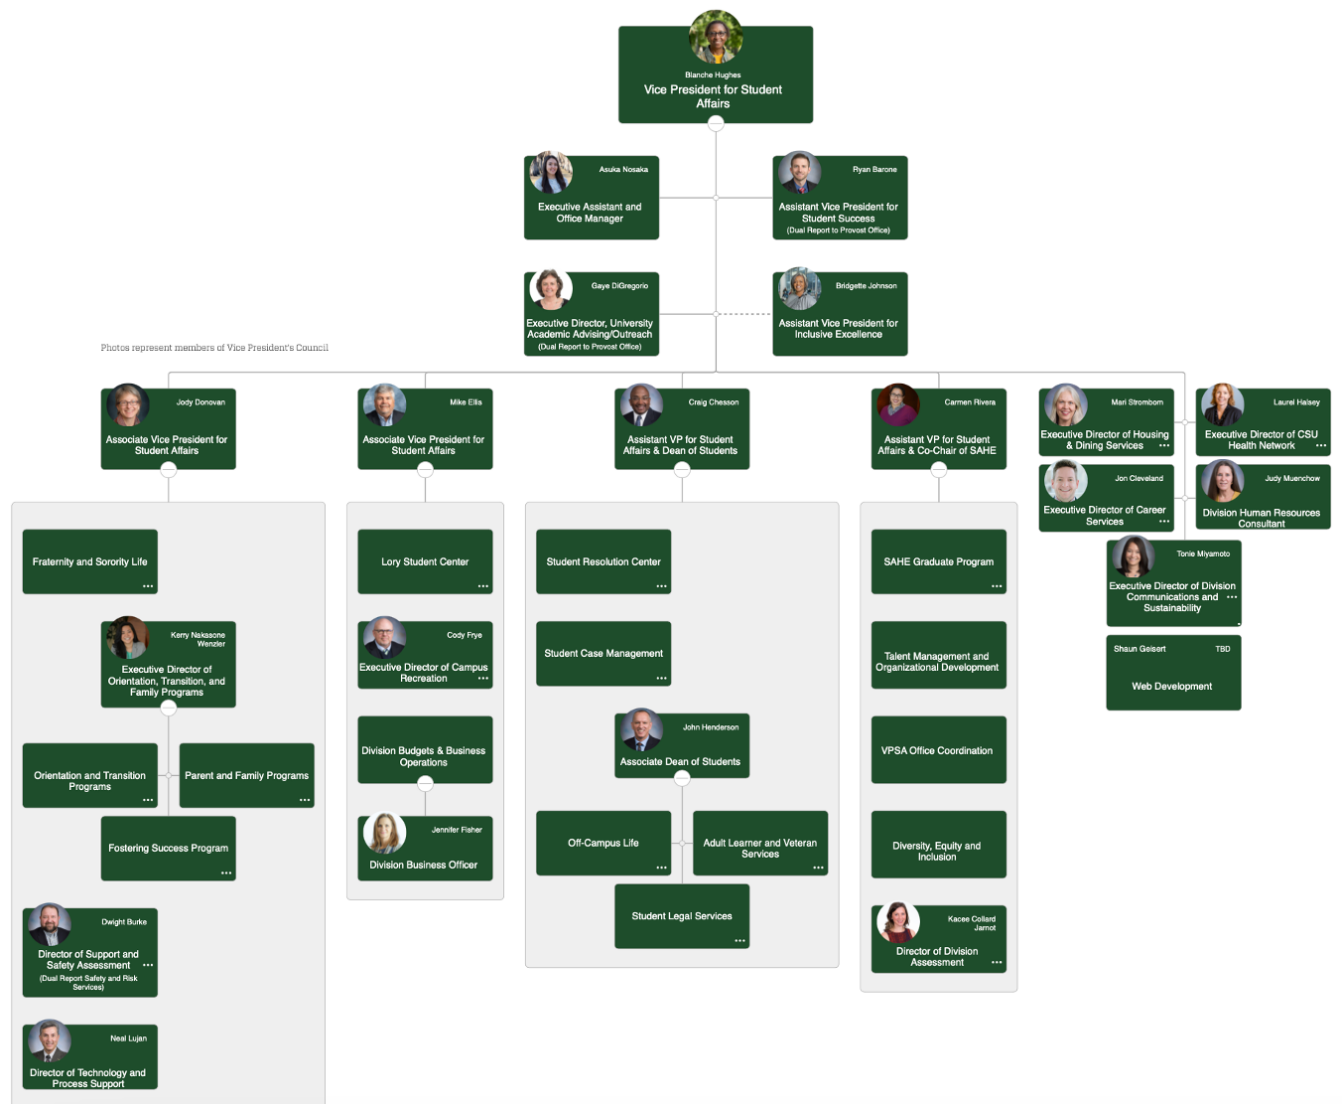 Blanche Hughes
Vice President for Student
Affairs
Asuka Nosaka
Executive Assistant and
Office Manager
Ryan Barone
Assistant Vice President for
Student Success
(Dual Report to Provost Office)
Gaye DiGregorio
Executive Director, University
Academic Advising/Outreach
(Dual Report to Provost Office)
Bridgette Johnson
Assistant Vice President for
Inclusive Excellence
Photos represent members of Vice President's Council
Jody Donovan
Associate Vice President for
Student Affairs
Mike Ellis
Associate Vice President for
Student Affairs
Craig Chesson
Assistant VP for Student
Affairs & Dean of Students
Carmen Rivera
Assistant VP for Student
Affairs & Co-Chair of SAHE
Mari Strombom
Executive Director of Housing
& Dining Services
Laurel Halsey
Executive Director of CSU
Health Network
Jon Cleveland
Executive Director of Career
Services
Judy Muenchow
Division Human Resources
Consultant
Tonie Miyamoto
Executive Director of Division
Communications and
Sustainability
Shaun Geisert
TBD
Web Development
Fraternity and Sorority Life
Kerry Nakasone
Wenzler
Executive Director of
Orientation, Transition, and
Family Programs
Orientation and Transition
Programs
Parent and Family Programs
Fostering Success Program
Dwight Burke
Director of Support and
Safety Assessment
(Dual Report Safety and Risk
Services)
Neal Lujan
Director of Technology and
Process Support
Lory Student Center
Cody Frye
Executive Director of Campus
Recreation
Division Budgets & Business
Operations
Jennifer Fisher
Division Business Officer
Student Resolution Center
Student Case Management
John Henderson
Associate Dean of Students
Off-Campus Life
Adult Learner and Veteran
Services
Student Legal Services
SAHE Graduate Program
Talent Management and
Organizational Development
VPSA Office Coordination
Diversity, Equity and
Inclusion
Kacee Collard
Jarnot
Director of Division
Assessment